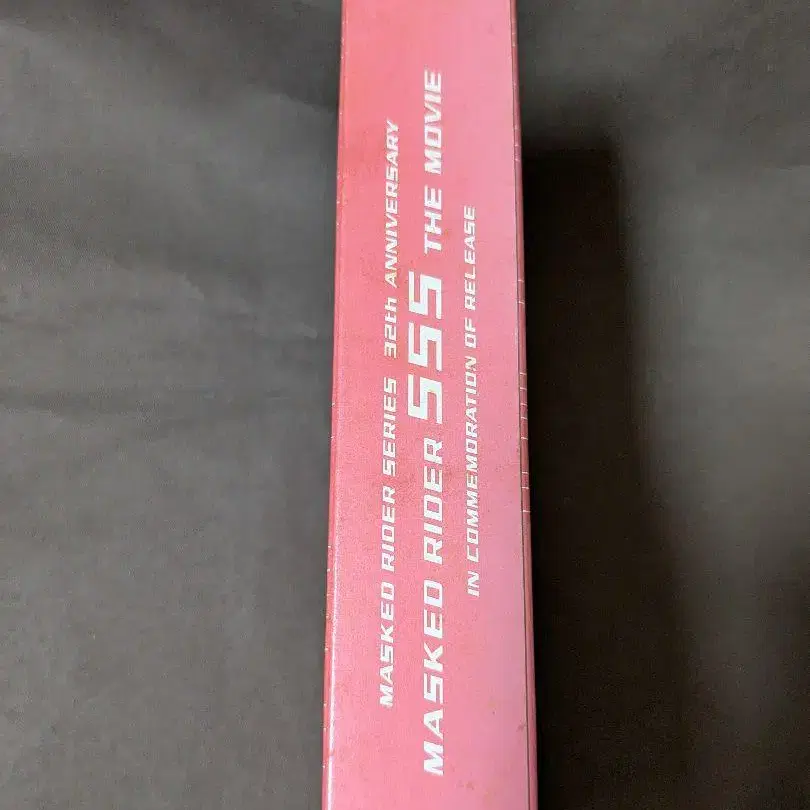 MASKED RIDER SERIES 32th ANNIVERSARY
MASKED RIDER 555 THE MOVIE
IN COMMEMORATION OF RELEASE